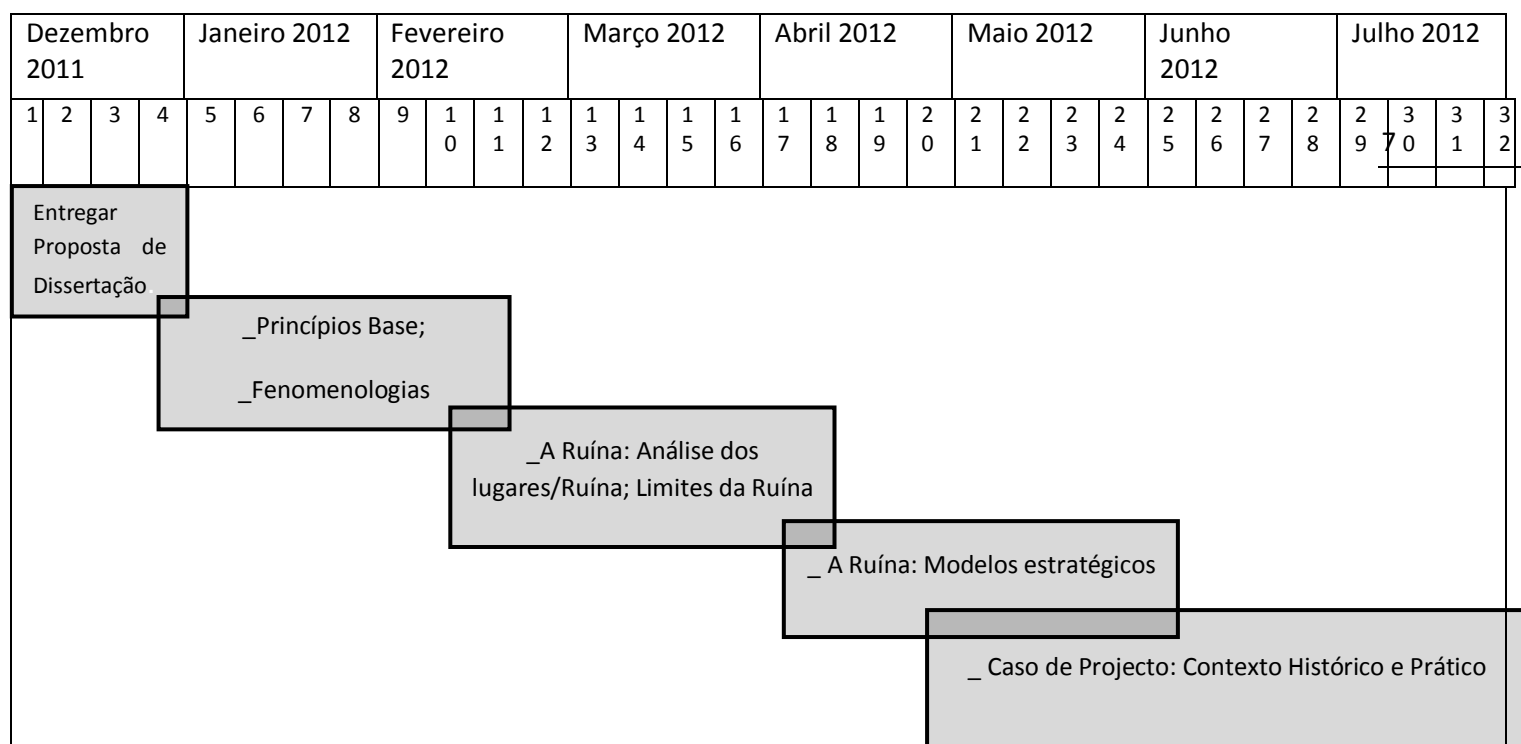 Dezembro 2011 Janeiro 2012 Fevereiro 2012 Março 2012 Abril 2012 Maio 2012 Junho 2012 Julho 2012
1 2 3 4 5 6 7 8 9 10 11 12 13 14 15 16 17 18 19 20 21 22 23 24 25 26 27 28 29 30 31 32
7
Entregar
Proposta de
Dissertação.
_Princípios Base;
_Fenomenologias
_A Ruína: Análise dos
lugares/Ruína; Limites da Ruína
_ A Ruína: Modelos estratégicos
_ Caso de Projecto: Contexto Histórico e Prático